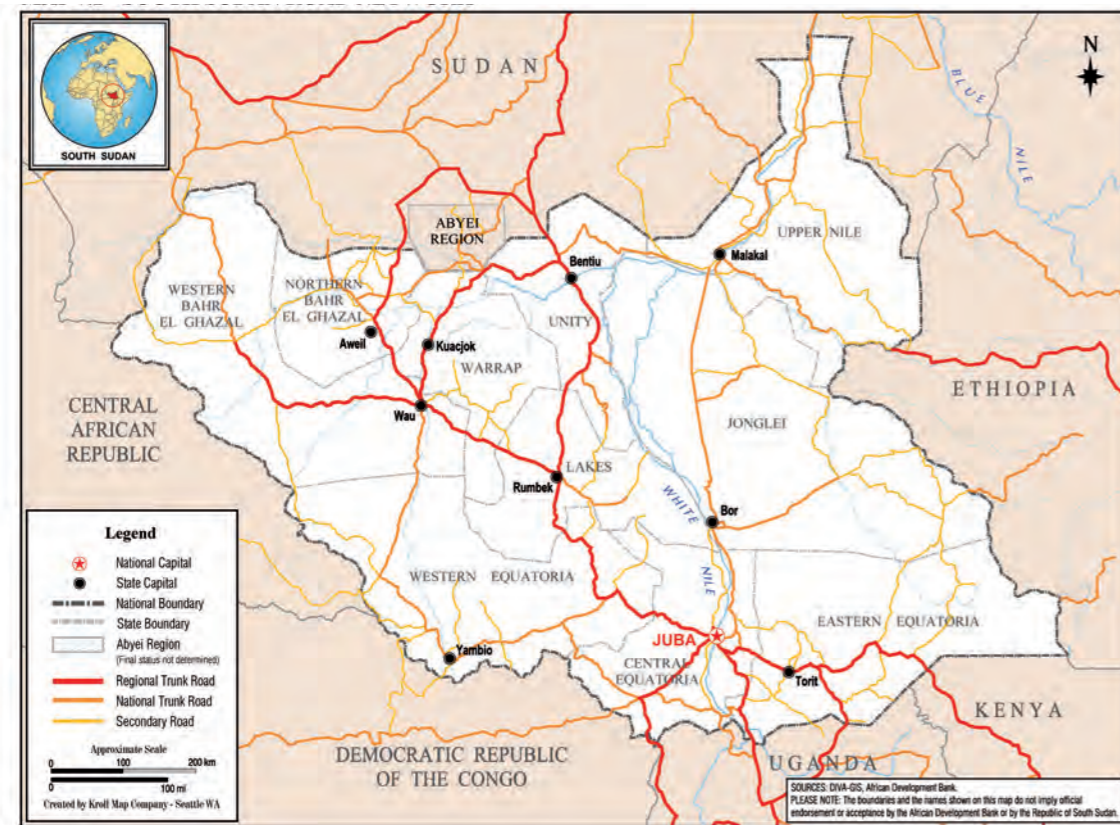 SOUTH SUDAN
N
SUDAN
BLUE
NILE
ABYEI
REGION
UPPER NILE
Malakal
Bentiu
WESTERN
BAHR
EL GHAZAL
NORTHERN
BAHR
EL GHAZAL
UNITY
Aweil
Kuacjok
WARRAP
ETHIOPIA
CENTRAL
AFRICAN
REPUBLIC
Wau
JONGLEI
LAKES
Rumbek
WHITE
NILE
Bor
WESTERN EQUATORIA
EASTERN EQUATORIA
JUBA
Yambio
CENTRAL
EQUATORIA
Torit
KENYA
UGANDA
DEMOCRATIC REPUBLIC
OF THE CONGO
Legend
National Capital
State Capital
National Boundary
State Boundary
Abyei Region
(Final status not determined)
Regional Trunk Road
National Trunk Road
Secondary Road
Approximate Scale
0 100 200 km
0 100 mi
Created by Kroll Map Company - Seattle WA
SOURCES: DIVA-GIS, African Development Bank.
PLEASE NOTE: The boundaries and the names shown on this map do not imply official
endorsement or acceptance by the African Development Bank or by the Republic of South Sudan.